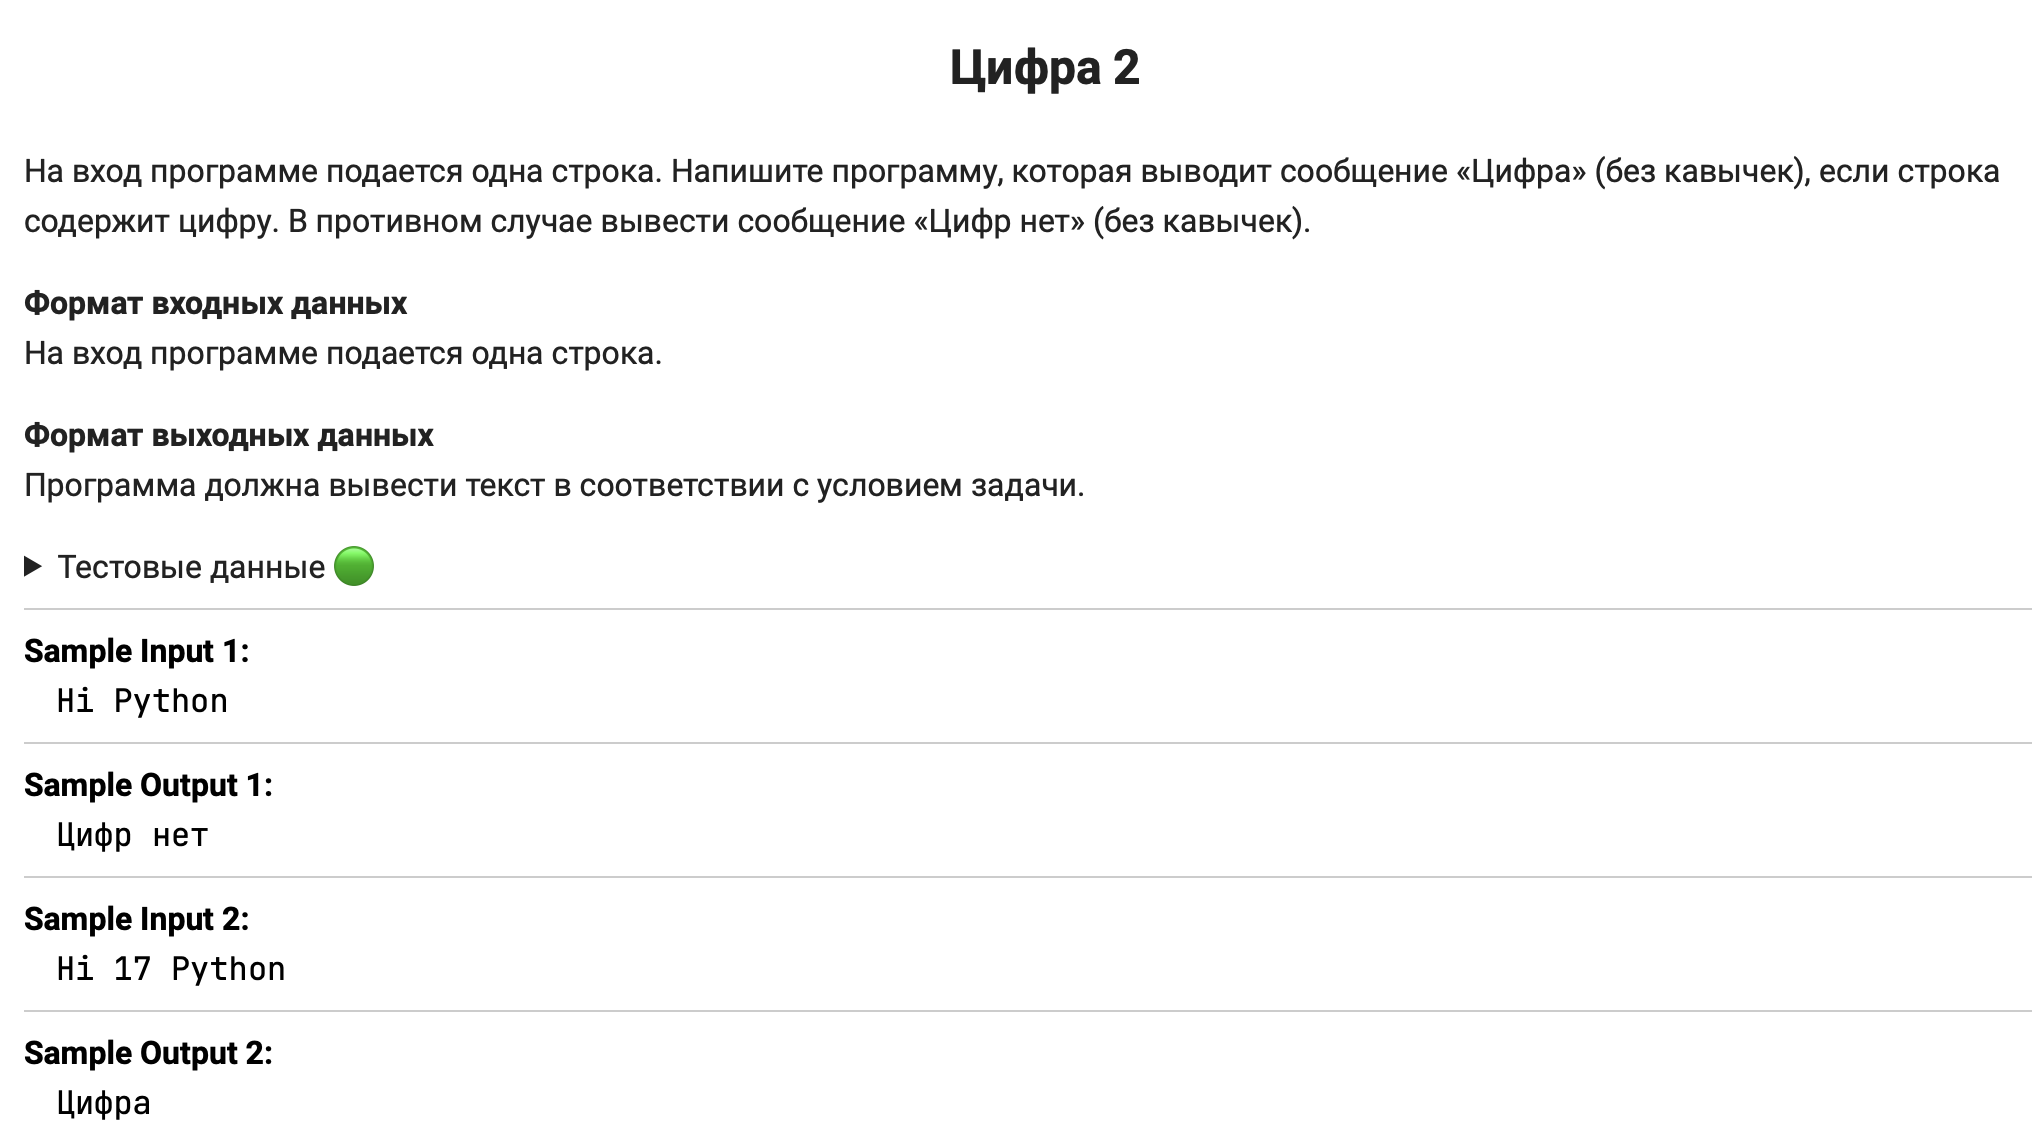 Цифра 2
На вход программе подается одна строка. Напишите программу, которая выводит сообщение «Цифра» (без кавычек), если строка
содержит цифру. В противном случае вывести сообщение «Цифр нет» (без кавычек).
Формат входных данных
На вход программе подается одна строка.
Формат выходных данных
Программа должна вывести текст в соответствии с условием задачи.
Тестовые данные
Sample Input 1:
Hi Python
Sample Output 1:
Цифр нет
Sample Input 2:
Hi 17 Python
Sample Output 2:
Цифра